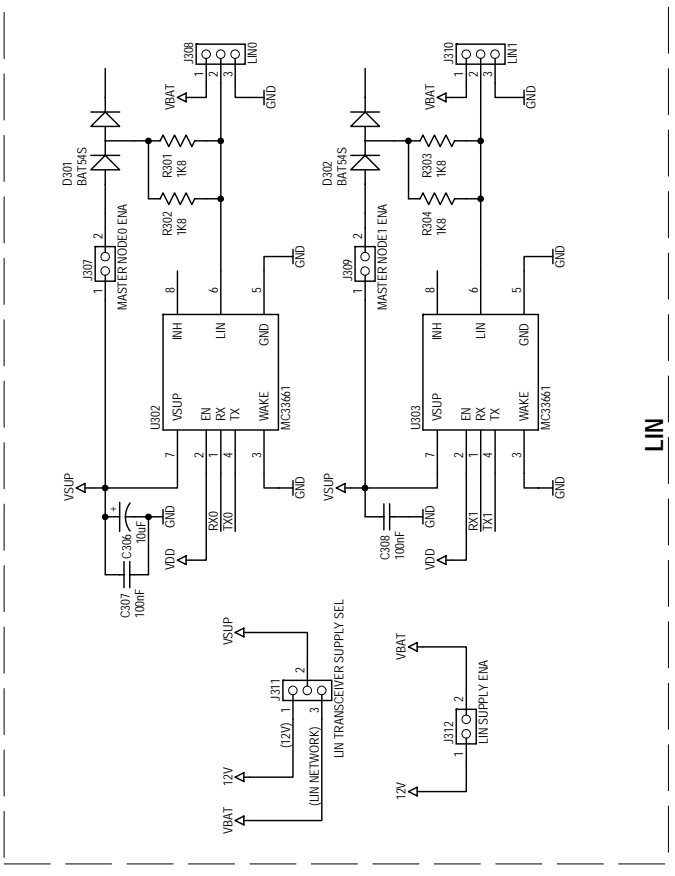 VSUP
C307
100nF
C306
10uF
+
GND
VDD
RX0
TX0
7
2
1
4
3
GND
U302
VSUP
EN
RX
TX
WAKE
MC33661
INH
LIN
GND
8
6
5
GND
1
J307
2
MASTER NODE0 ENA
D301
BAT54S
R302
1K8
R301
1K8
VBAT
J308
1
2
3
LIN0
GND
VSUP
C308
100nF
GND
VDD
RX1
TX1
7
2
1
4
3
GND
U303
VSUP
EN
RX
TX
WAKE
MC33661
INH
LIN
GND
8
6
5
GND
1
J309
2
MASTER NODE1 ENA
D302
BAT54S
R304
1K8
R303
1K8
VBAT
J310
1
2
3
LIN1
GND
VBAT
12V
(12V)
(LIN NETWORK)
J311
1
2
3
VSUP
LIN TRANSCEIVER SUPPLY SEL
12V
1
J312
2
LIN SUPPLY ENA
VBAT
LIN